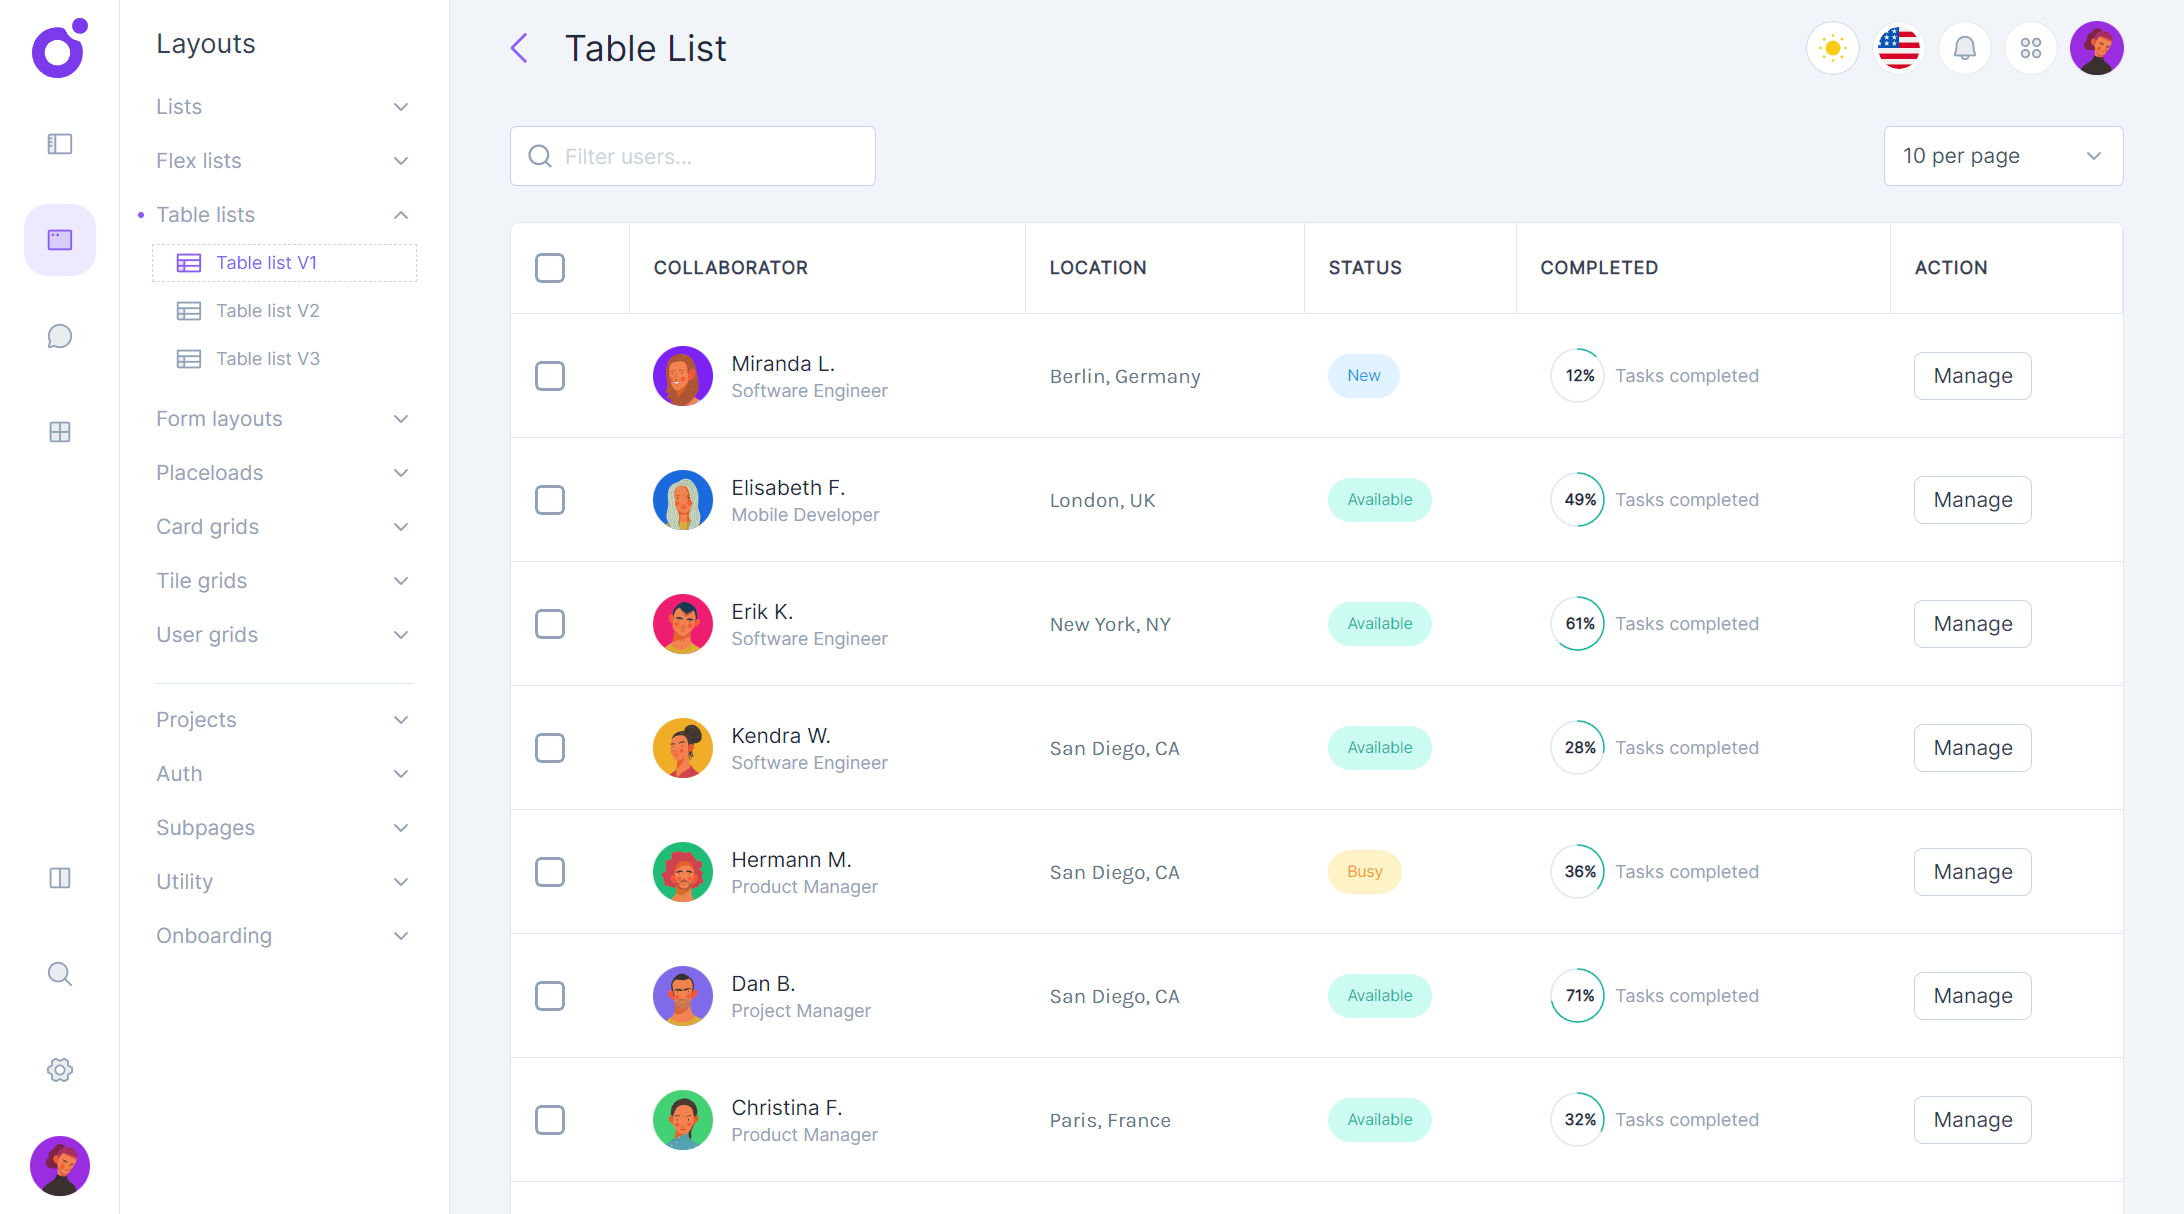 Layouts
Lists
Flex lists
Table lists
Table list V1
Table list V2
Table list V3
Form layouts
Placeloads
Card grids
Tile grids
User grids
Projects
Auth
Subpages
Utility
Onboarding
Table List
Filter users...
10 per page
COLLABORATOR LOCATION STATUS COMPLETED ACTION
Miranda L.
Software Engineer
Berlin, Germany
New
12% Tasks completed
Manage
Elisabeth F.
Mobile Developer
London, UK
Available
49% Tasks completed
Manage
Erik K.
Software Engineer
New York, NY
Available
61% Tasks completed
Manage
Kendra W.
Software Engineer
San Diego, CA
Available
28% Tasks completed
Manage
Hermann M.
Product Manager
San Diego, CA
Busy
36% Tasks completed
Manage
Dan B.
Project Manager
San Diego, CA
Available
71% Tasks completed
Manage
Christina F.
Product Manager
Paris, France
Available
32% Tasks completed
Manage